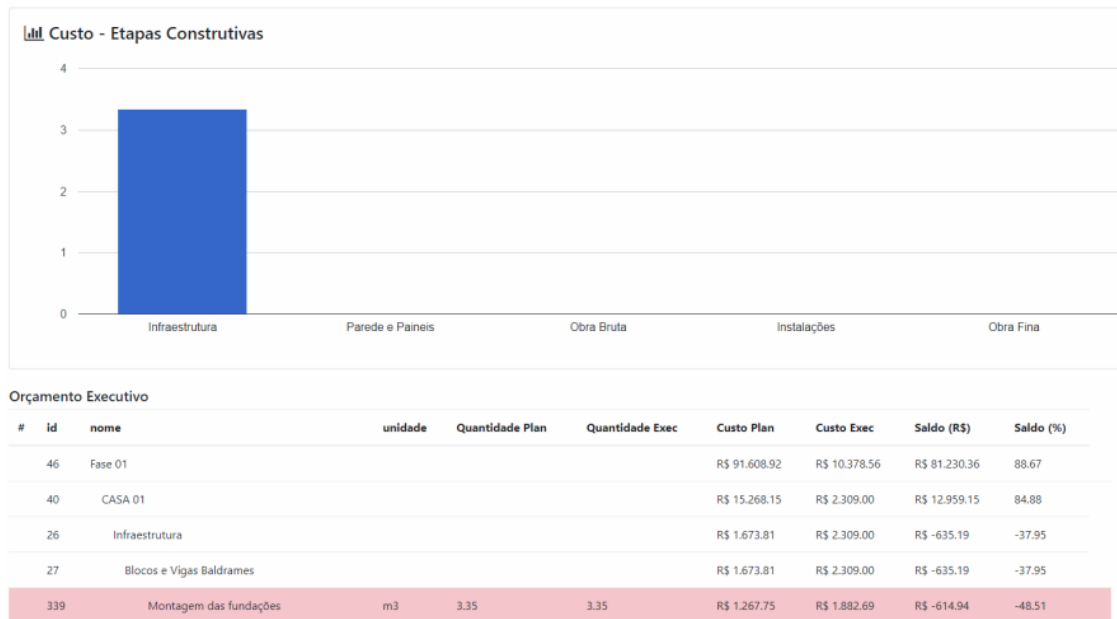 Custo - Etapas Construtivas
4
3
2
1
0
Infraestrutura Parede e Paineis Obra Bruta Instalações Obra Fina
Orçamento Executivo
# id nome unidade Quantidade Plan Quantidade Exec Custo Plan Custo Exec Saldo (R$) Saldo (%)
46 Fase 01 R$ 91.608.92 R$ 10.378.56 R$ 81.230.36 88.67
40 CASA 01 R$ 15.268.15 R$ 2.309.00 R$ 12.959.15 84.88
26 Infraestrutura R$ 1.673.81 R$ 2.309.00 R$ -635.19 -37.95
27 Blocos e Vigas Baldrames R$ 1.673.81 R$ 2.309.00 R$ -635.19 -37.95
339 Montagem das fundações m3 3.35 3.35 R$ 1.267.75 R$ 1.882.69 R$ -614.94 -48.51